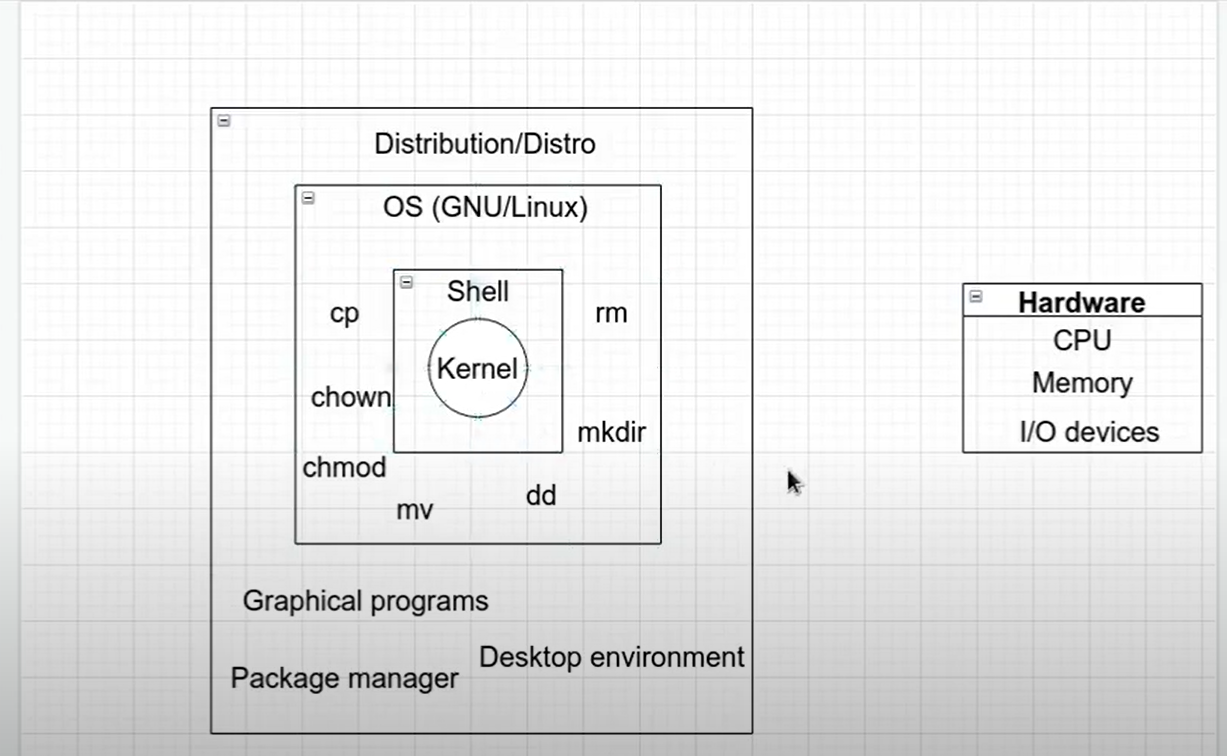 Distribution/Distro
OS (GNU/Linux)
Shell
Kernel
cp
rm
chown
mkdir
chmod
mv
dd
Graphical programs
Desktop environment
Package manager
Hardware
CPU
Memory
I/O devices